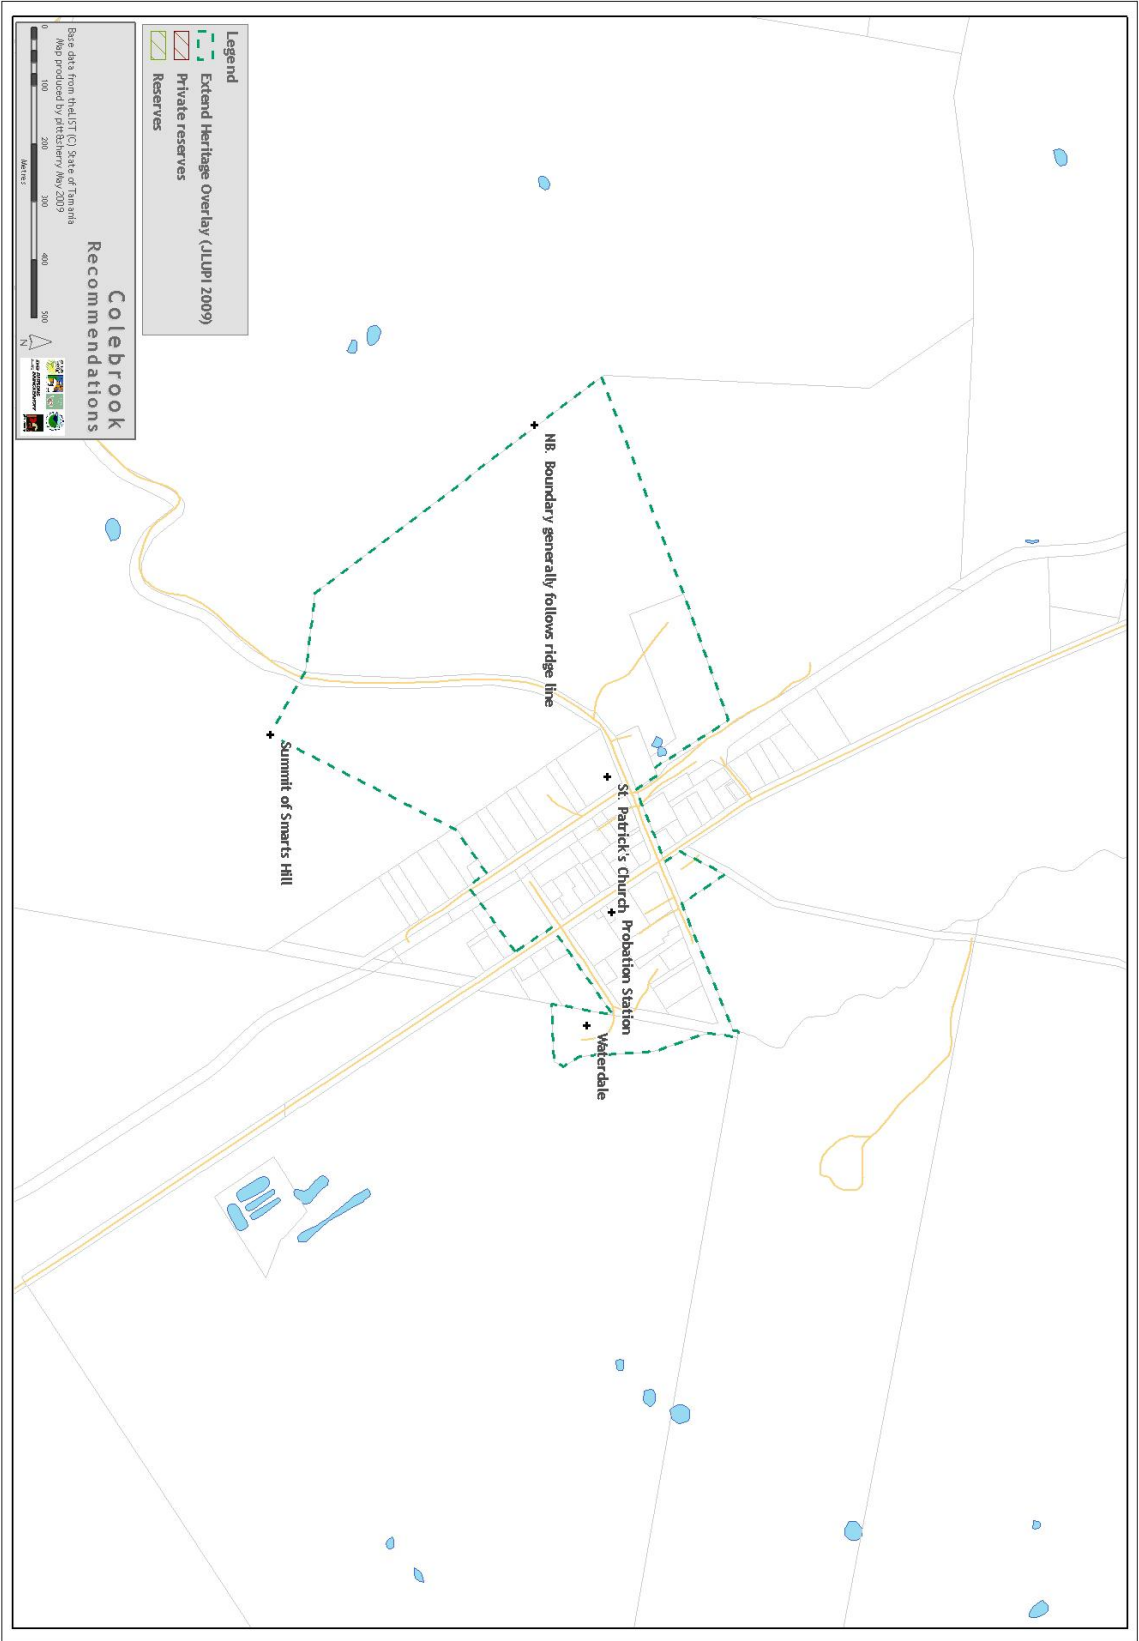 Legend
Extend Heritage Overlay (JLUPI 2009)
Private reserves
Reserves
Colebrook
Recommendations
Base data from theLIST (C) State of Tamania
Map produced by pitt&sherry May 2009
0 100 200 300 400 500
Metres
N
NB. Boundary generally follows ridge line
Summit of Smarts Hill
St. Patrick's Church
Probation Station
Waterdale